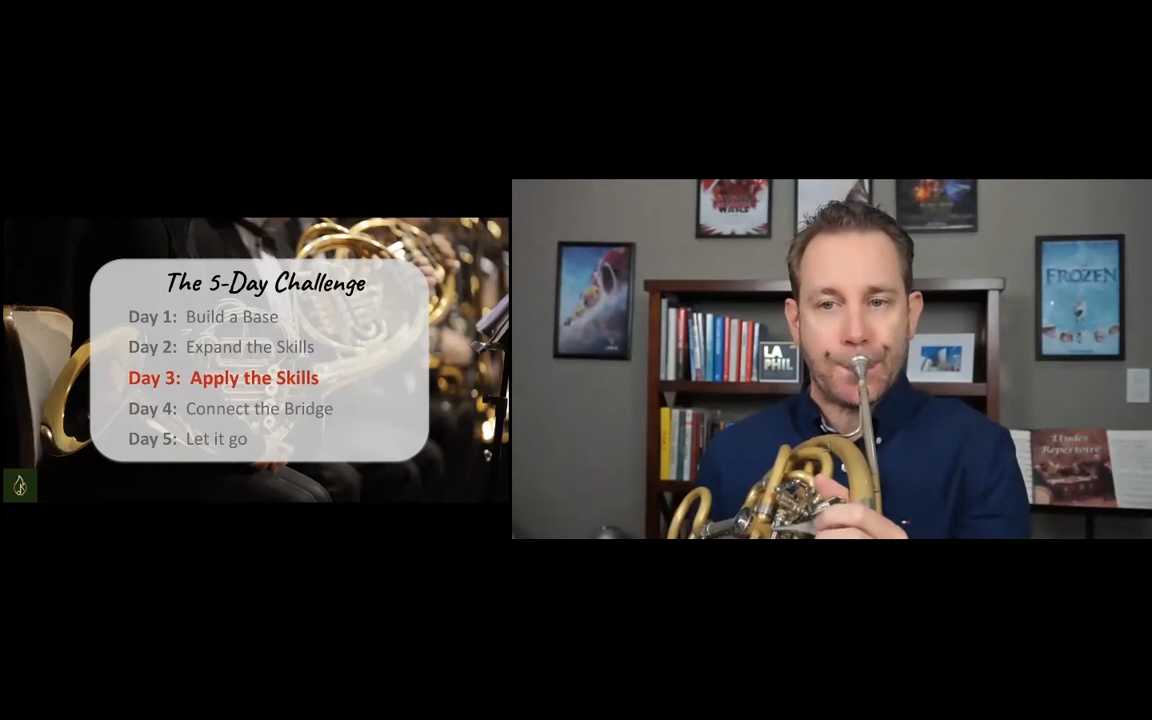 The 5-Day Challenge
Day 1: Build a Base
Day 2: Expand the Skills
Day 3: Apply the Skills
Day 4: Connect the Bridge
Day 5: Let it go
WARS
FROZEN
LA
PHIL
Etudes
Repertoire